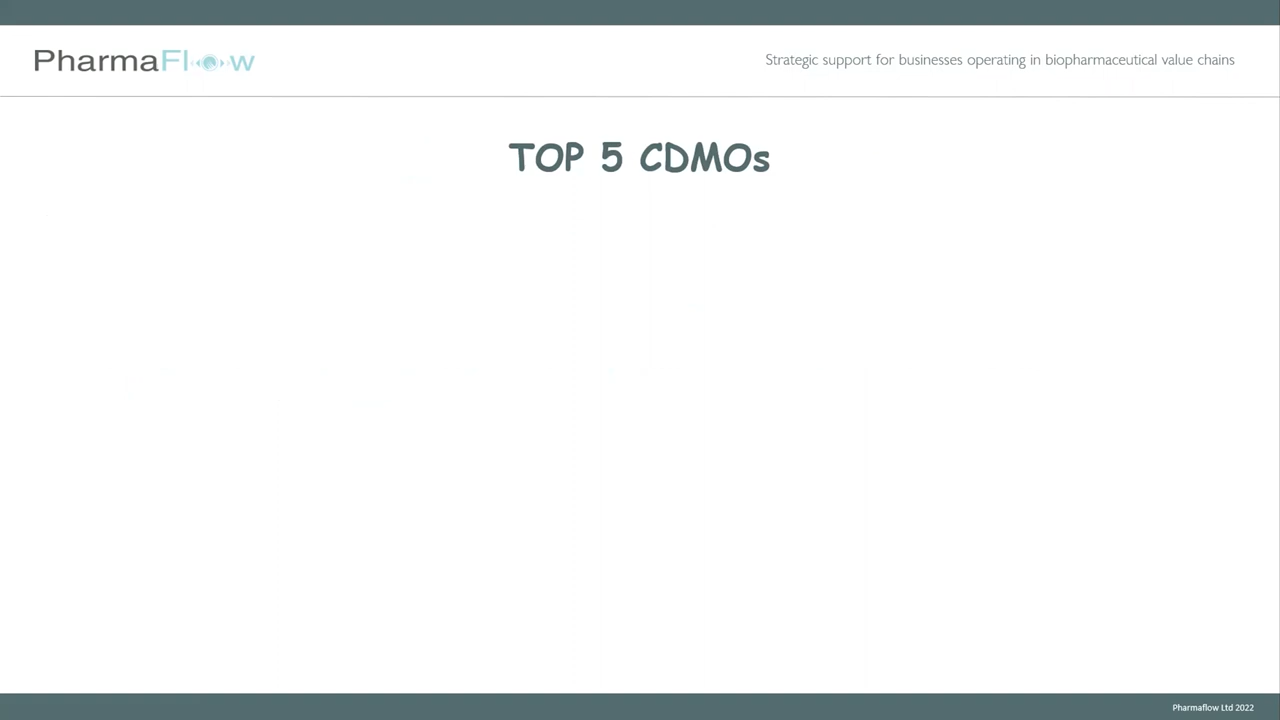 PharmaFlow
Strategic support for businesses operating in biopharmaceutical value chains
TOP 5 CDMOs
Pharmaflow Ltd 2022